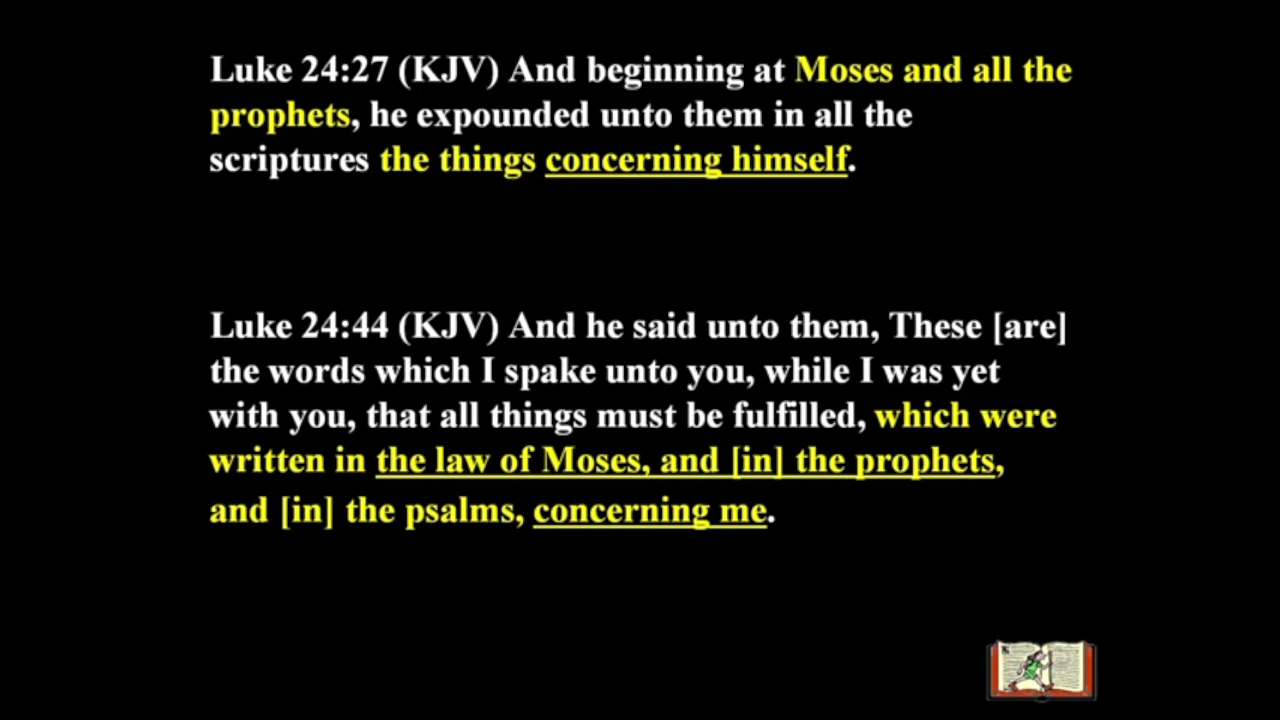 Luke 24:27 (KJV) And beginning at Moses and all the
prophets, he expounded unto them in all the
scriptures the things concerning himself.
Luke 24:44 (KJV) And he said unto them, These [are]
the words which I spake unto you, while I was yet
with you, that all things must be fulfilled, which were
written in the law of Moses, and [in] the prophets,
and [in] the psalms, concerning me.